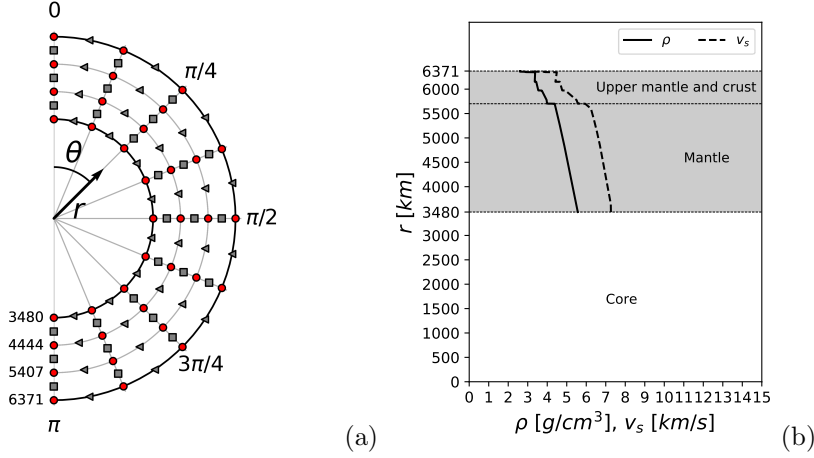 0
π/4
θ
r
π/2
3480
4444
5407
6371
3π/4
π
(a)
ρ v_s
6371
6000
5500
5000
4500
4000
3480
3000
2500
2000
1500
1000
500
0
r [km]
Upper mantle and crust
Mantle
Core
0 1 2 3 4 5 6 7 8 9 10 11 12 13 14 15
ρ [g/cm³], v_s [km/s]
(b)